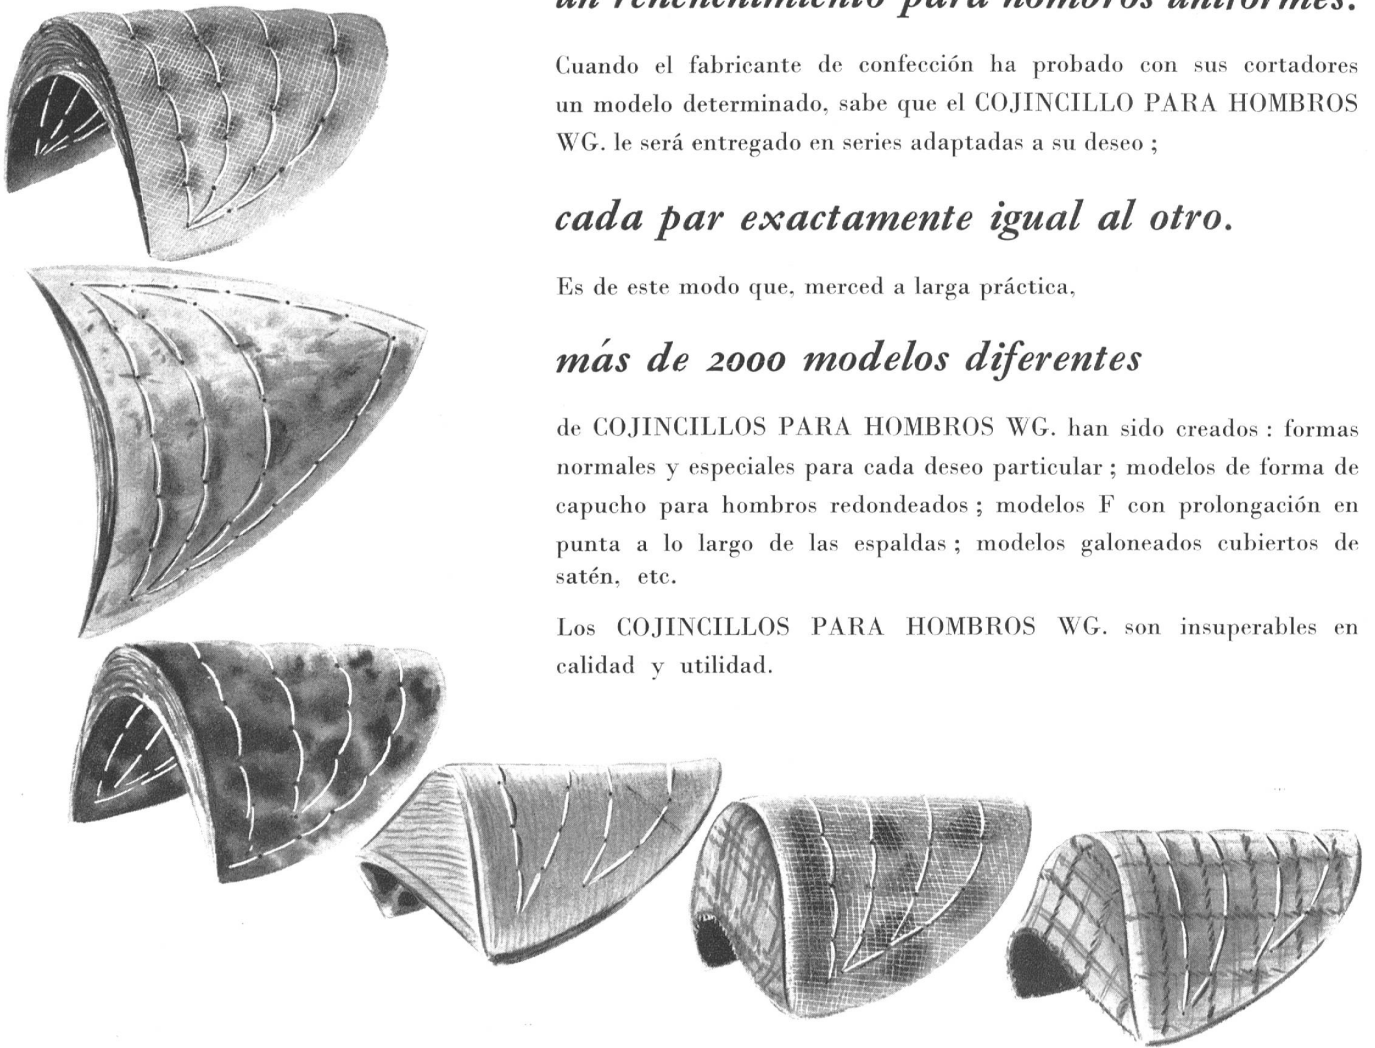 un rehenchimiento para hombros uniformes.
Cuando el fabricante de confección ha probado con sus cortadores
un modelo determinado, sabe que el COJINCILLO PARA HOMBROS
WG. le será entregado en series adaptadas a su deseo ;
cada par exactamente igual al otro.
Es de este modo que, merced a larga práctica,
más de 2000 modelos diferentes
de COJINCILLOS PARA HOMBROS WG. han sido creados : formas
normales y especiales para cada deseo particular ; modelos de forma de
capucho para hombros redondeados ; modelos F con prolongación en
punta a lo largo de las espaldas ; modelos galoneados cubiertos de
satén, etc.
Los COJINCILLOS PARA HOMBROS WG. son insuperables en
calidad y utilidad.